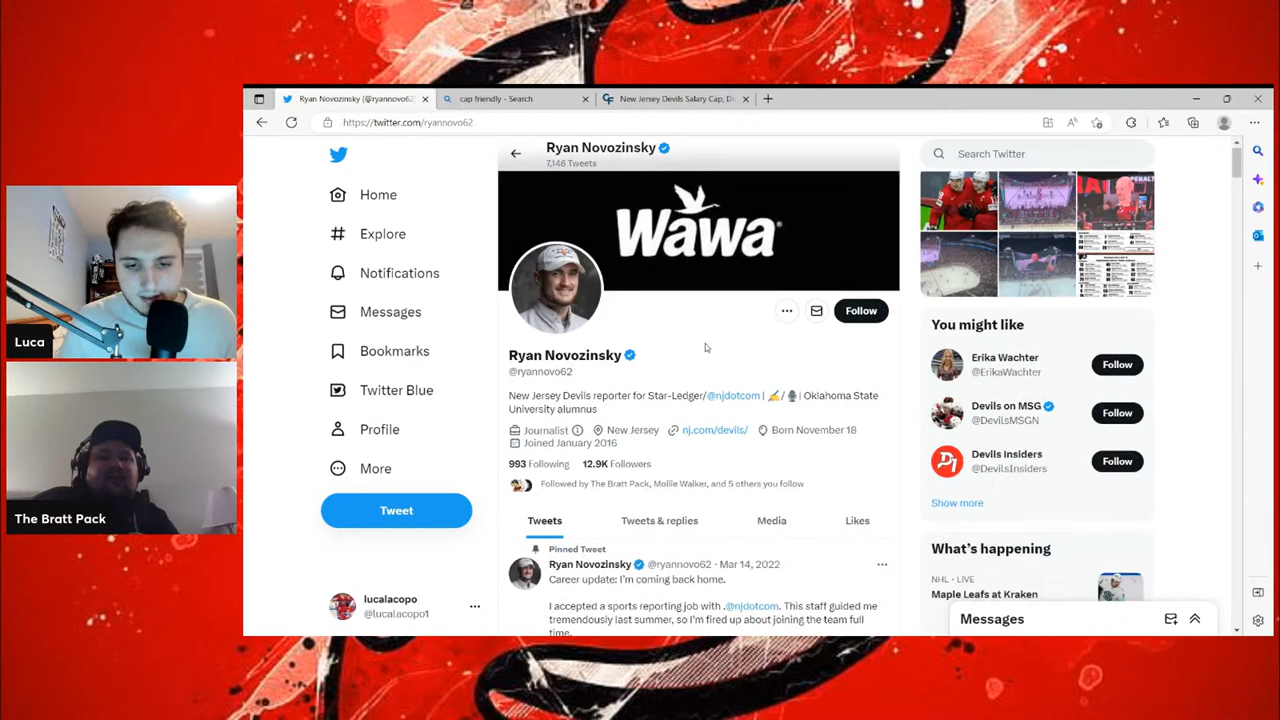 Ryan Novozinsky (@ryannovo62
cap friendly - Search
New Jersey Devils Salary Cap, D
https://twitter.com/ryannovo62
Ryan Novozinsky
7,146 Tweets
Search Twitter
Wawa
Home
Explore
Notifications
Messages
Bookmarks
Twitter Blue
Profile
More
Tweet
lucalacopo
@lucalacopo1
Follow
Ryan Novozinsky
@ryannovo62
New Jersey Devils reporter for Star-Ledger/@njdotcom | ✍/🎙| Oklahoma State
University alumnus
Journalist New Jersey nj.com/devils/ Born November 18
Joined January 2016
993 Following 12.9K Followers
Followed by The Bratt Pack, Mollie Walker, and 5 others you follow
Tweets Tweets & replies Media Likes
Pinned Tweet
Ryan Novozinsky @ryannovo62 · Mar 14, 2022
Career update: I'm coming back home.
I accepted a sports reporting job with .@njdotcom. This staff guided me
tremendously last summer, so I'm fired up about joining the team full
time.
You might like
Erika Wachter
@ErikaWachter
Follow
Devils on MSG
@DevilsMSGN
Follow
Devils Insiders
@DevilsInsiders
Follow
Show more
What's happening
NHL · LIVE
Maple Leafs at Kraken
Messages
Luca
The Bratt Pack